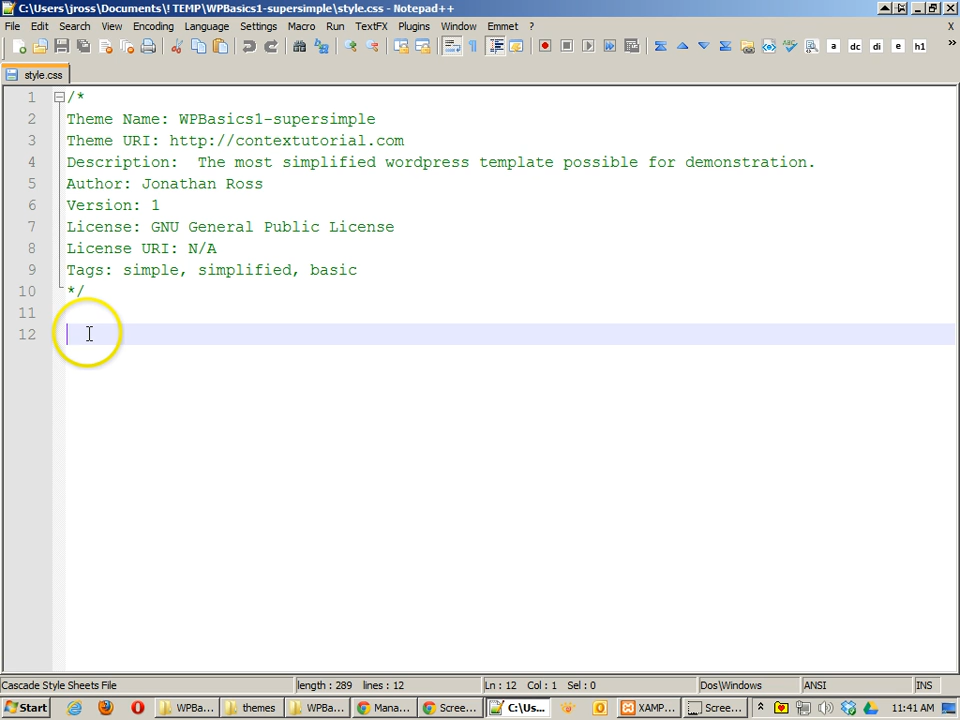 C:\Users\jross\Documents\! TEMP\WPBasics1-supersimple\style.css - Notepad++
File Edit Search View Encoding Language Settings Macro Run TextFX Plugins Window Emmet ? X
a dc di e h1 »
style.css
1 /*
2 Theme Name: WPBasics1-supersimple
3 Theme URI: http://contextutorial.com
4 Description:  The most simplified wordpress template possible for demonstration.
5 Author: Jonathan Ross
6 Version: 1
7 License: GNU General Public License
8 License URI: N/A
9 Tags: simple, simplified, basic
10 */
11
12
Cascade Style Sheets File length : 289 lines : 12 Ln : 12 Col : 1 Sel : 0 Dos\Windows ANSI INS
Start WPBa... themes WPBa... Mana... Scree... C:\Us... XAMP... Scree... 11:41 AM